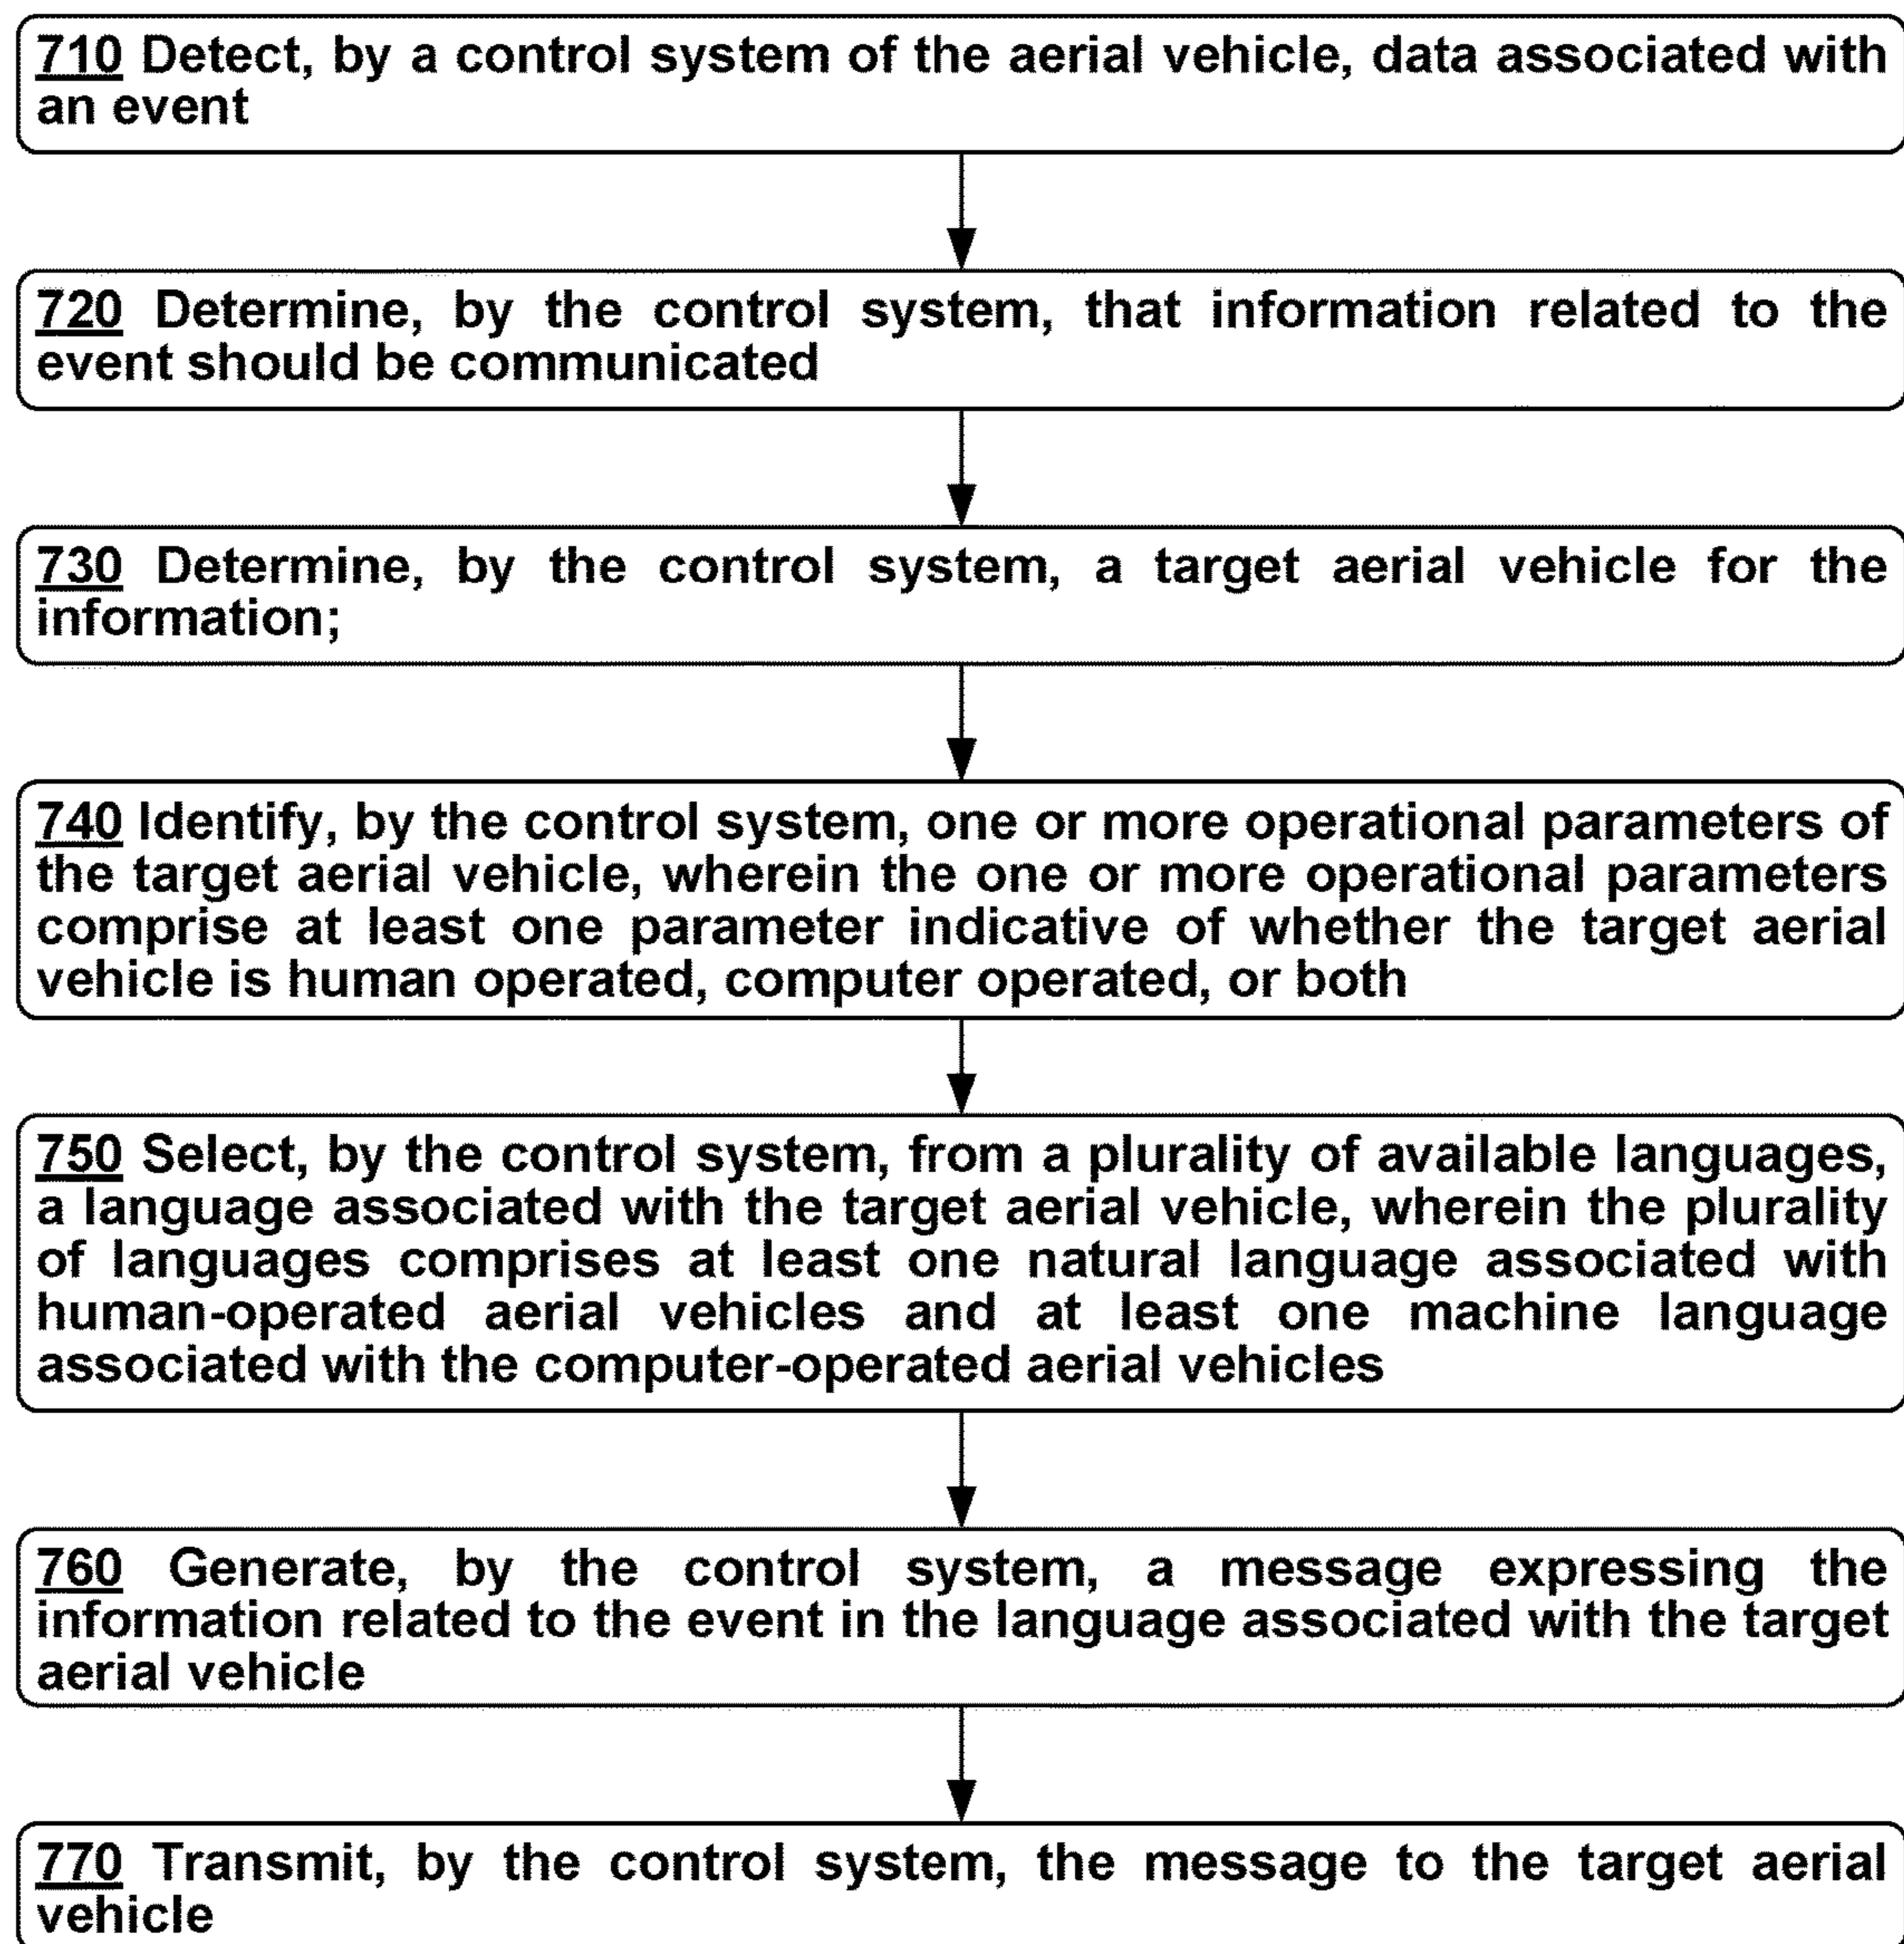 710 Detect, by a control system of the aerial vehicle, data associated with
an event
720 Determine, by the control system, that information related to the
event should be communicated
730 Determine, by the control system, a target aerial vehicle for the
information;
740 Identify, by the control system, one or more operational parameters of
the target aerial vehicle, wherein the one or more operational parameters
comprise at least one parameter indicative of whether the target aerial
vehicle is human operated, computer operated, or both
750 Select, by the control system, from a plurality of available languages,
a language associated with the target aerial vehicle, wherein the plurality
of languages comprises at least one natural language associated with
human-operated aerial vehicles and at least one machine language
associated with the computer-operated aerial vehicles
760 Generate, by the control system, a message expressing the
information related to the event in the language associated with the target
aerial vehicle
770 Transmit, by the control system, the message to the target aerial
vehicle